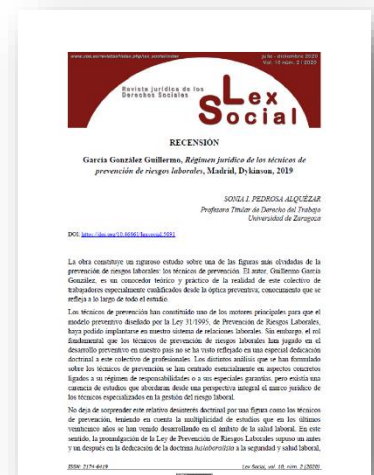 www.upo.es/revistas/index.php/lex_social/index
julio - diciembre 2020
Vol. 10 núm. 2 / 2020
Revista jurídica de los
Derechos Sociales
Lex
Social
RECENSIÓN
García González Guillermo, Régimen jurídico de los técnicos de
prevención de riesgos laborales, Madrid, Dykinson, 2019
SONIA I. PEDROSA ALQUÉZAR
Profesora Titular de Derecho del Trabajo
Universidad de Zaragoza
DOI:
La obra constituye un riguroso estudio sobre una de las figuras más olvidadas de la
prevención de riesgos laborales: los técnicos de prevención. El autor, Guillermo García
González, es un conocedor teórico y práctico de la realidad de este colectivo de
trabajadores especialmente cualificados desde la óptica preventiva; conocimiento que se
refleja a lo largo de todo el estudio.
Los técnicos de prevención han constituido uno de los motores principales para que el
modelo preventivo diseñado por la Ley 31/1995, de Prevención de Riesgos Laborales,
haya podido implantarse en nuestro sistema de relaciones laborales. Sin embargo, el rol
fundamental que los técnicos de prevención de riesgos laborales han jugado en el
desarrollo preventivo en nuestro país no se ha visto reflejado en una especial dedicación
doctrinal a este colectivo de profesionales. Los distintos análisis que se han formulado
sobre los técnicos de prevención se han centrado esencialmente en aspectos concretos
ligados a su régimen de responsabilidades o a sus especiales garantías, pero existía una
carencia de estudios que abordaran desde una perspectiva integral el marco jurídico de
los técnicos especializados en la gestión del riesgo laboral.
No deja de sorprender este relativo desinterés doctrinal por una figura como los técnicos
de prevención, teniendo en cuenta la multiplicidad de estudios que en los últimos
veinticinco años se han venido desarrollando en el ámbito de la salud laboral. En este
sentido, la promulgación de la Ley de Prevención de Riesgos Laborales supuso un antes
y un después en la dedicación de la doctrina iuslaboralista a la seguridad y salud laboral,
ISSN: 2174-6419
Lex Social, vol. 10, núm. 2 (2020)